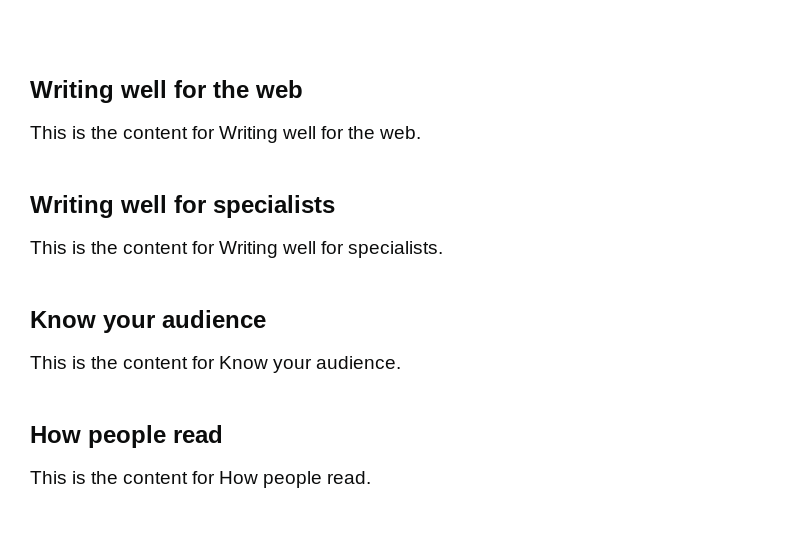 Writing well for the web
This is the content for Writing well for the web.
Writing well for specialists
This is the content for Writing well for specialists.
Know your audience
This is the content for Know your audience.
How people read
This is the content for How people read.